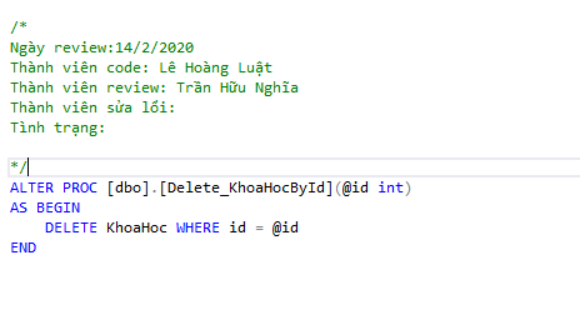 /*
Ngày review:14/2/2020
Thành viên code: Lê Hoàng Luật
Thành viên review: Trần Hữu Nghĩa
Thành viên sửa lỗi:
Tình trạng:
*/
ALTER PROC [dbo].[Delete_KhoaHocById](@id int)
AS BEGIN
DELETE KhoaHoc WHERE id = @id
END